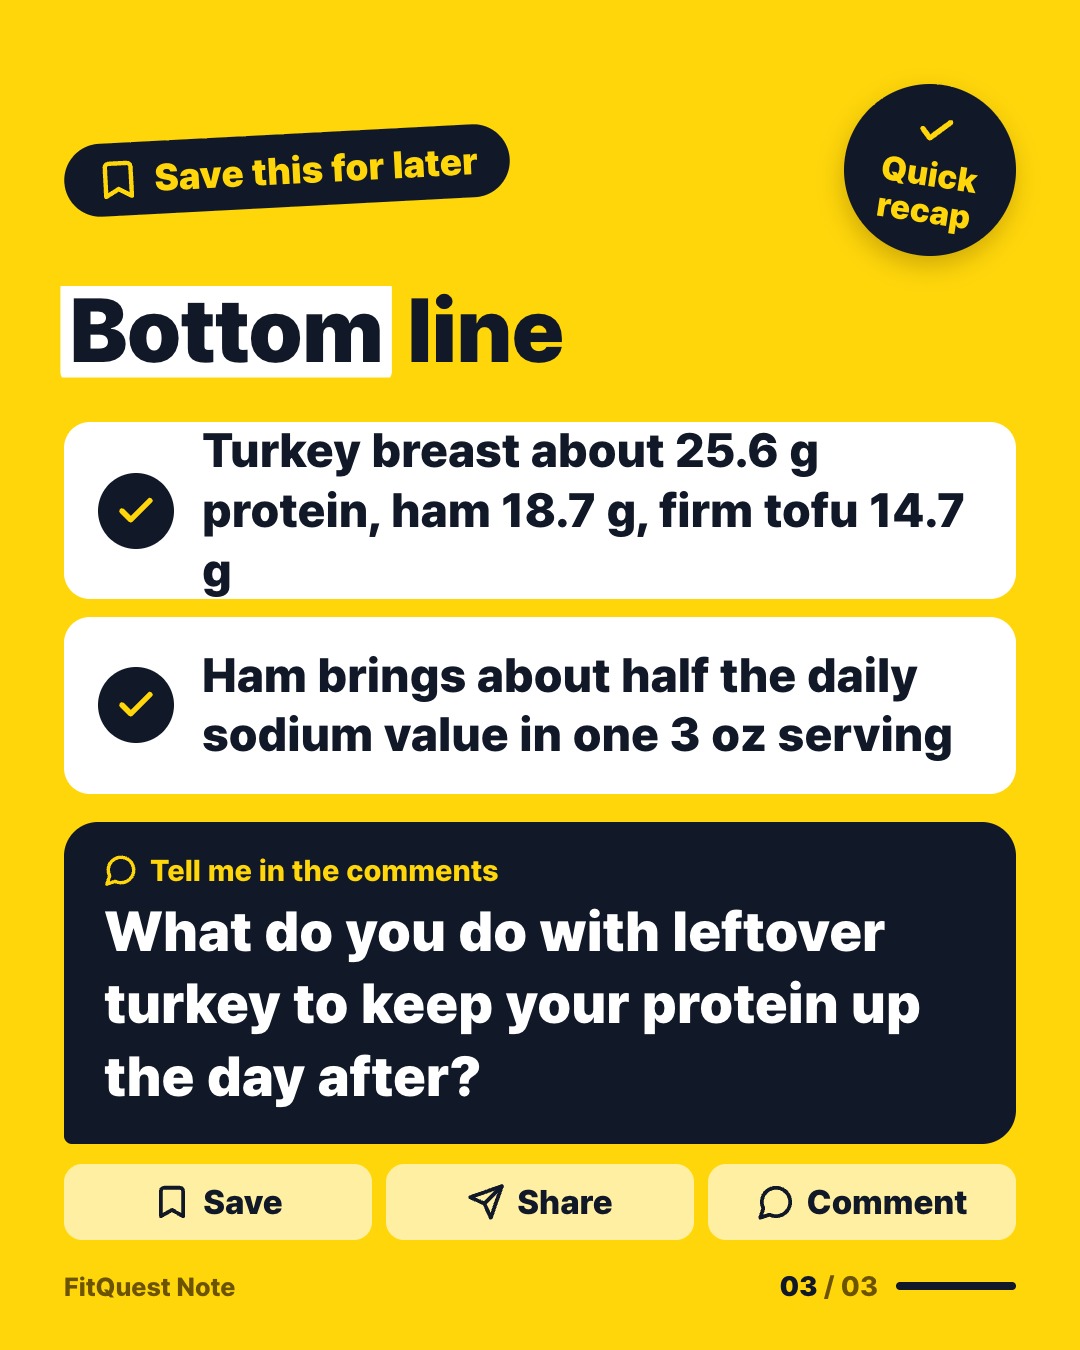 Save this for later
Quick
recap
Bottom line
Turkey breast about 25.6 g
protein, ham 18.7 g, firm tofu 14.7
g
Ham brings about half the daily
sodium value in one 3 oz serving
Tell me in the comments
What do you do with leftover
turkey to keep your protein up
the day after?
Save
Share
Comment
FitQuest Note
03 / 03